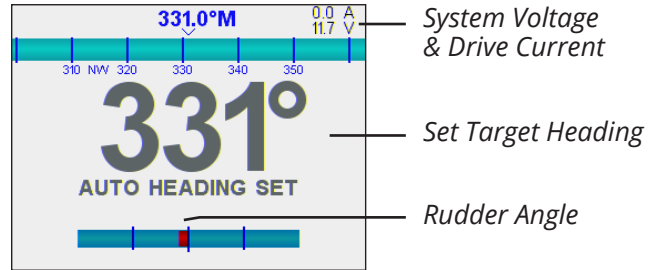 331.0°M
0.0 A
11.7 V
310 NW 320 330 340 350
331°
AUTO HEADING SET
System Voltage
& Drive Current
Set Target Heading
Rudder Angle